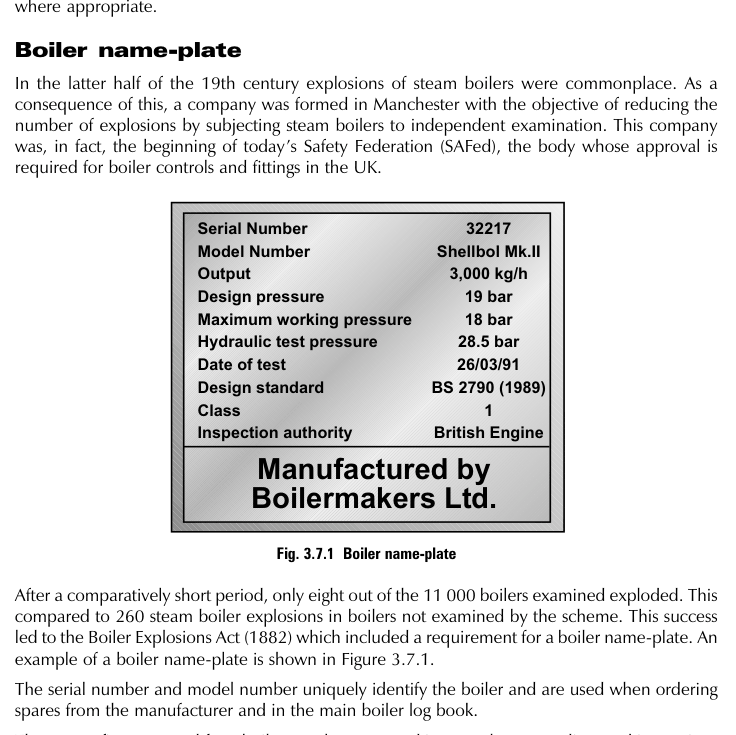 where appropriate.
Boiler name-plate
In the latter half of the 19th century explosions of steam boilers were commonplace. As a
consequence of this, a company was formed in Manchester with the objective of reducing the
number of explosions by subjecting steam boilers to independent examination. This company
was, in fact, the beginning of today's Safety Federation (SAFed), the body whose approval is
required for boiler controls and fittings in the UK.
Serial Number 32217
Model Number Shellbol Mk.II
Output 3,000 kg/h
Design pressure 19 bar
Maximum working pressure 18 bar
Hydraulic test pressure 28.5 bar
Date of test 26/03/91
Design standard BS 2790 (1989)
Class 1
Inspection authority British Engine
Manufactured by
Boilermakers Ltd.
Fig. 3.7.1 Boiler name-plate
After a comparatively short period, only eight out of the 11 000 boilers examined exploded. This
compared to 260 steam boiler explosions in boilers not examined by the scheme. This success
led to the Boiler Explosions Act (1882) which included a requirement for a boiler name-plate. An
example of a boiler name-plate is shown in Figure 3.7.1.
The serial number and model number uniquely identify the boiler and are used when ordering
spares from the manufacturer and in the main boiler log book.